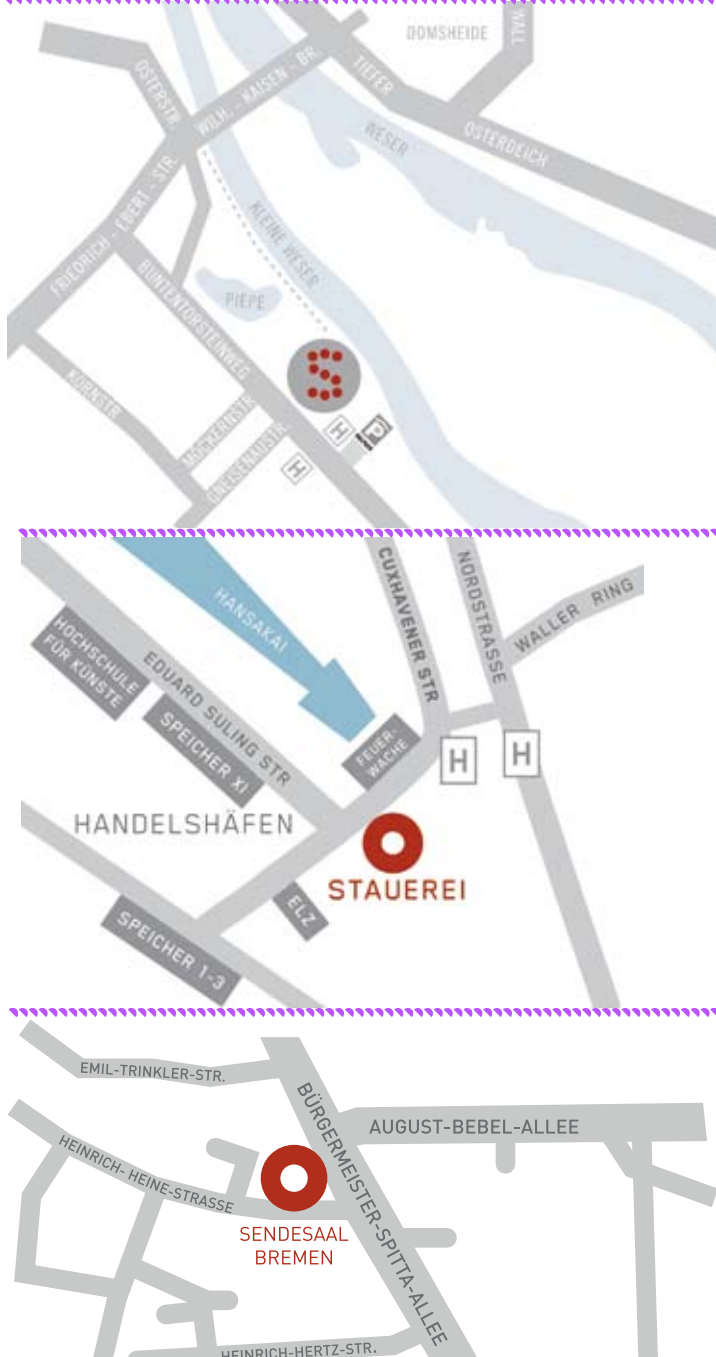 DOMSHEIDE
WALL
TIEFER
WILH. - KAISEN - BR.
OSTERSTR.
WESER
OSTERDEICH
FRIEDRICH - EBERT - STR.
KLEINE WESER
BUNTENTORSTEINWEG
PIEPE
S
KORNSTR
MÖCKERNSTR
GNEISENAUSTR.
H
H
HANSAKAI
CUXHAVENER STR
NORDSTRASSE
WALLER RING
HOCHSCHULE
FÜR KÜNSTE
EDUARD SULING STR
SPEICHER XI
FEUER-
WACHE
H
H
HANDELSHÄFEN
STAUEREI
ELZ
SPEICHER 1-3
EMIL-TRINKLER-STR.
BÜRGERMEISTER-SPITTA-ALLEE
AUGUST-BEBEL-ALLEE
HEINRICH-HEINE-STRASSE
SENDESAAL
BREMEN
HEINRICH-HERTZ-STR.